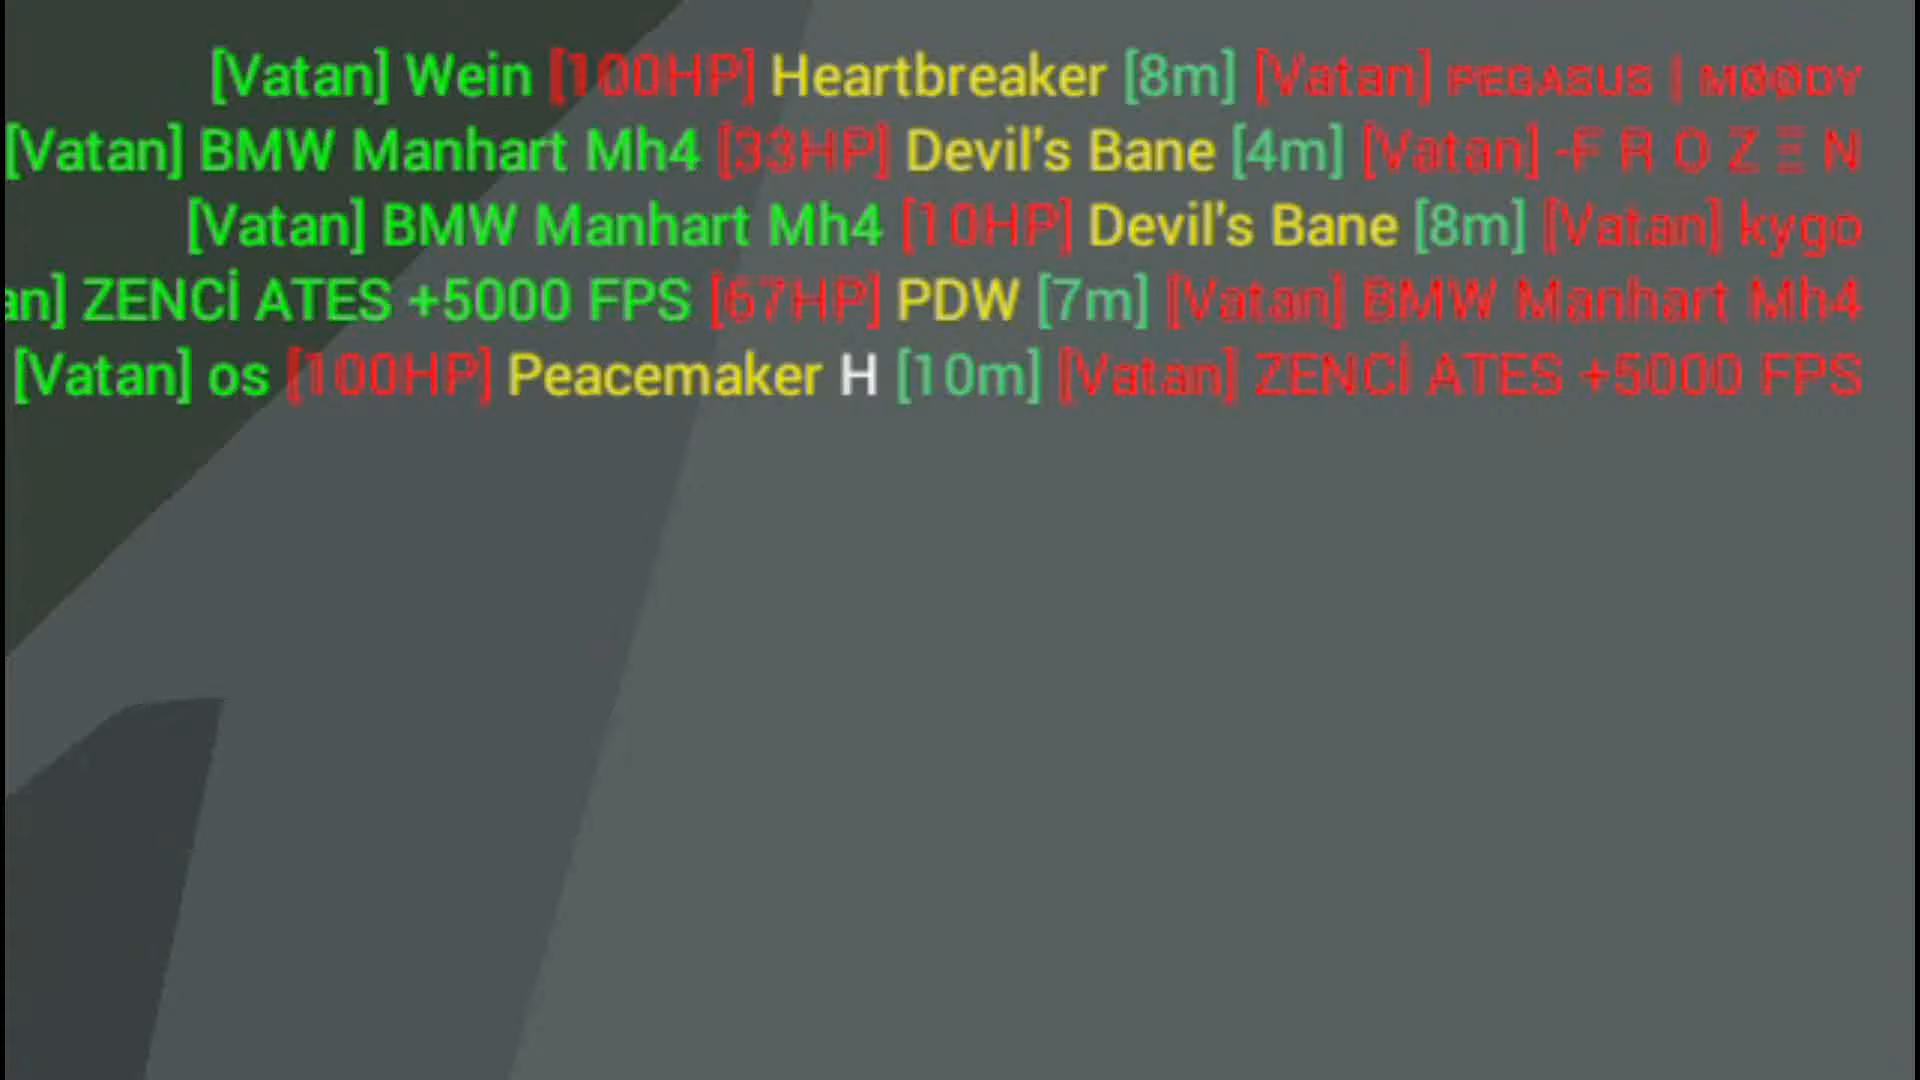 [Vatan] Wein [100HP] Heartbreaker [8m] [Vatan] PEGASUS | MØØDY
[Vatan] BMW Manhart Mh4 [33HP] Devil's Bane [4m] [Vatan] -F R O Z Ξ N
[Vatan] BMW Manhart Mh4 [10HP] Devil's Bane [8m] [Vatan] kygo
an] ZENCİ ATES +5000 FPS [67HP] PDW [7m] [Vatan] BMW Manhart Mh4
[Vatan] os [100HP] Peacemaker H [10m] [Vatan] ZENCİ ATES +5000 FPS